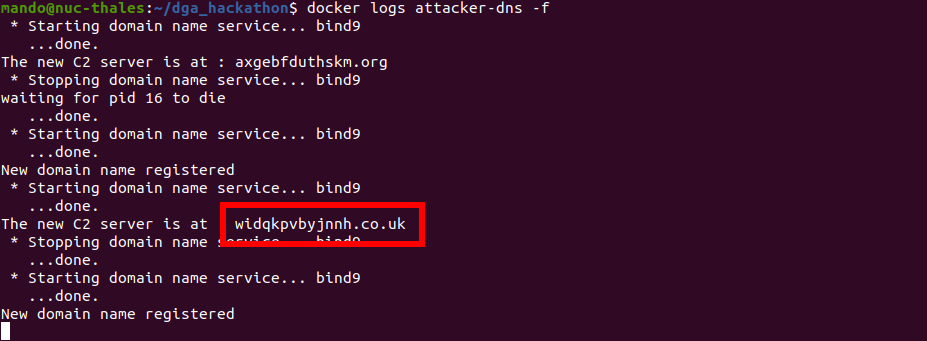 mando@nuc-thales:~/dga_hackathon$ docker logs attacker-dns -f
* Starting domain name service... bind9
...done.
The new C2 server is at : axgebfduthskm.org
* Stopping domain name service... bind9
waiting for pid 16 to die
...done.
* Starting domain name service... bind9
...done.
New domain name registered
* Starting domain name service... bind9
...done.
The new C2 server is at widqkpvbyjnnh.co.uk
* Stopping domain name service... bind9
...done.
* Starting domain name service... bind9
...done.
New domain name registered